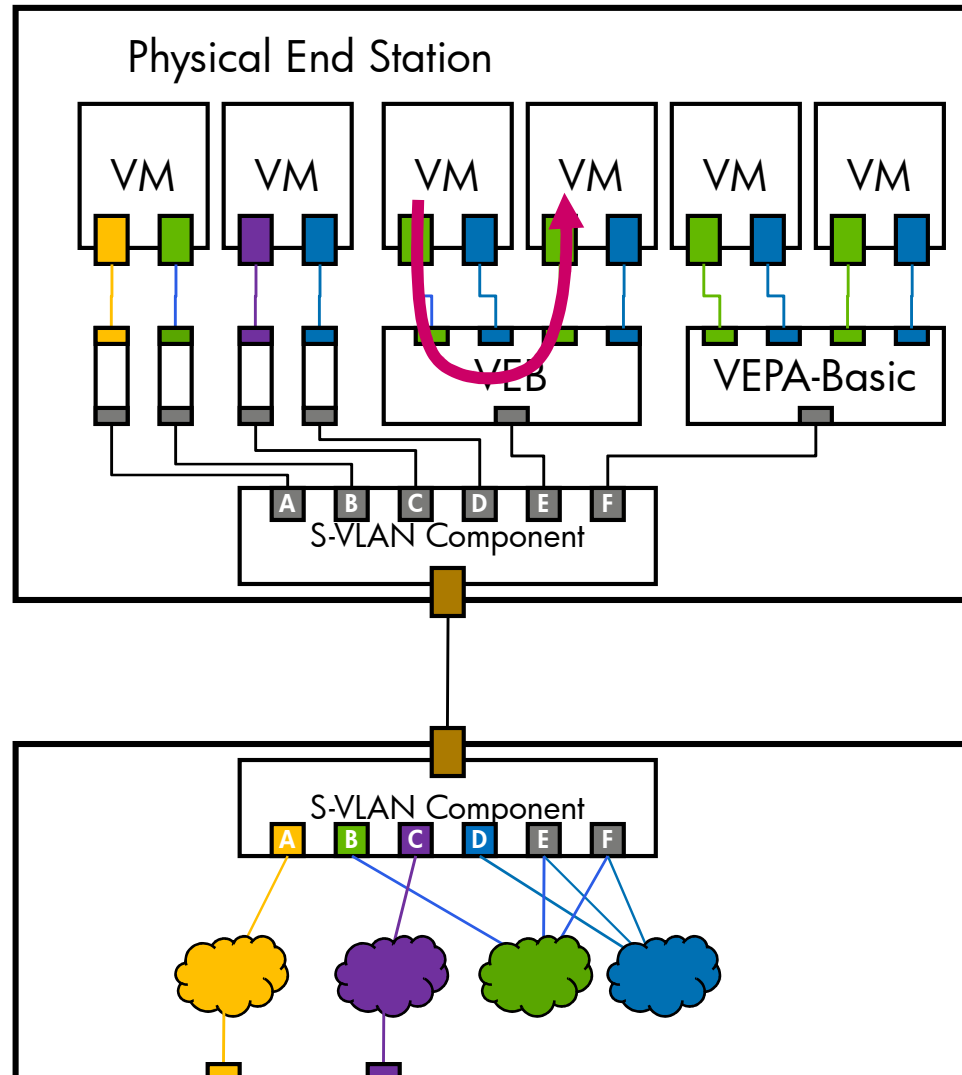 Physical End Station
VM VM VM VM VM VM
VEB VEPA-Basic
A B C D E F
S-VLAN Component
S-VLAN Component
A B C D E F